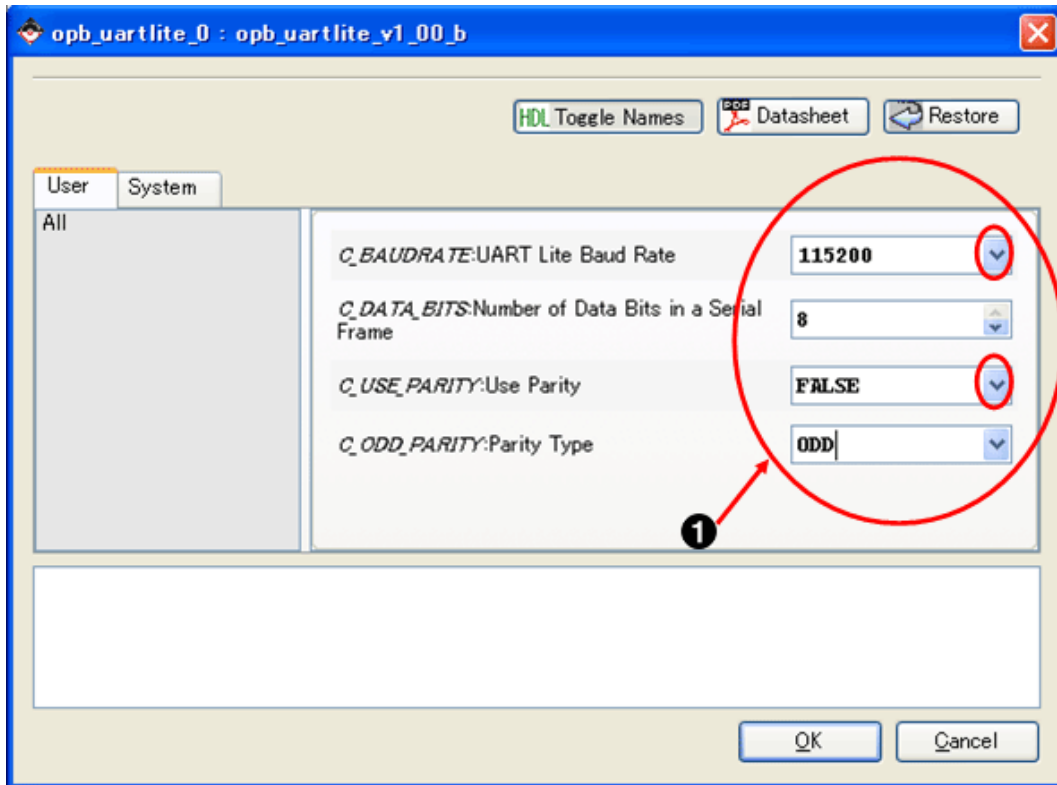 opb_uartlite_0 : opb_uartlite_v1_00_b
HDL Toggle Names
PDF Datasheet
Restore
User
System
All
C_BAUDRATE:UART Lite Baud Rate
115200
C_DATA_BITS:Number of Data Bits in a Serial
Frame
8
C_USE_PARITY:Use Parity
FALSE
C_ODD_PARITY:Parity Type
ODD
1
OK
Cancel